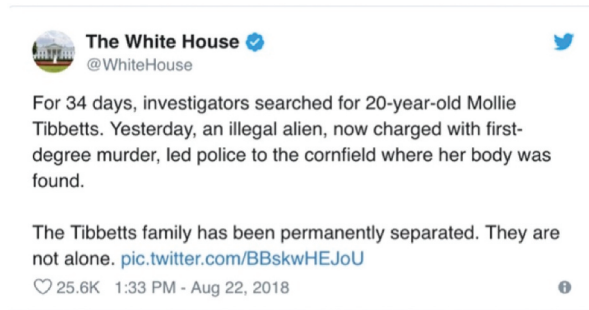 The White House
@WhiteHouse
For 34 days, investigators searched for 20-year-old Mollie
Tibbetts. Yesterday, an illegal alien, now charged with first-
degree murder, led police to the cornfield where her body was
found.
The Tibbetts family has been permanently separated. They are
not alone. pic.twitter.com/BBskwHEJoU
25.6K 1:33 PM - Aug 22, 2018